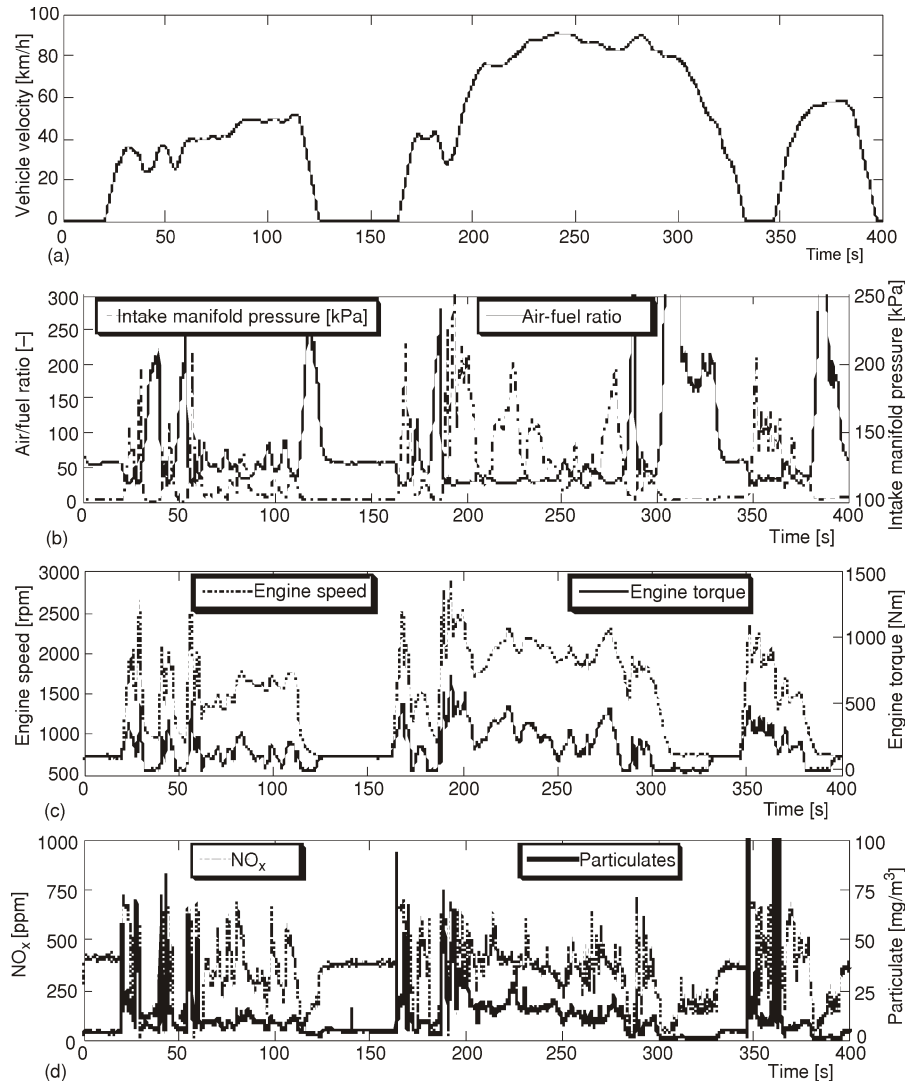 100
80
60
40
20
0
Vehicle velocity [km/h]
0 50 100 150 200 250 300 350 400
Time [s]
(a)
300
250
200
150
100
50
0
Air/fuel ratio [–]
Intake manifold pressure [kPa]
Air-fuel ratio
250
200
150
100
Intake manifold pressure [kPa]
0 50 100 150 200 250 300 350 400
Time [s]
(b)
3000
2500
2000
1500
1000
500
Engine speed [rpm]
Engine speed
Engine torque
1500
1000
500
0
Engine torque [Nm]
0 50 100 150 200 250 300 350 400
Time [s]
(c)
1000
750
500
250
0
NOx [ppm]
NOx
Particulates
100
75
50
25
0
Particulate [mg/m³]
0 50 100 150 200 250 300 350 400
Time [s]
(d)